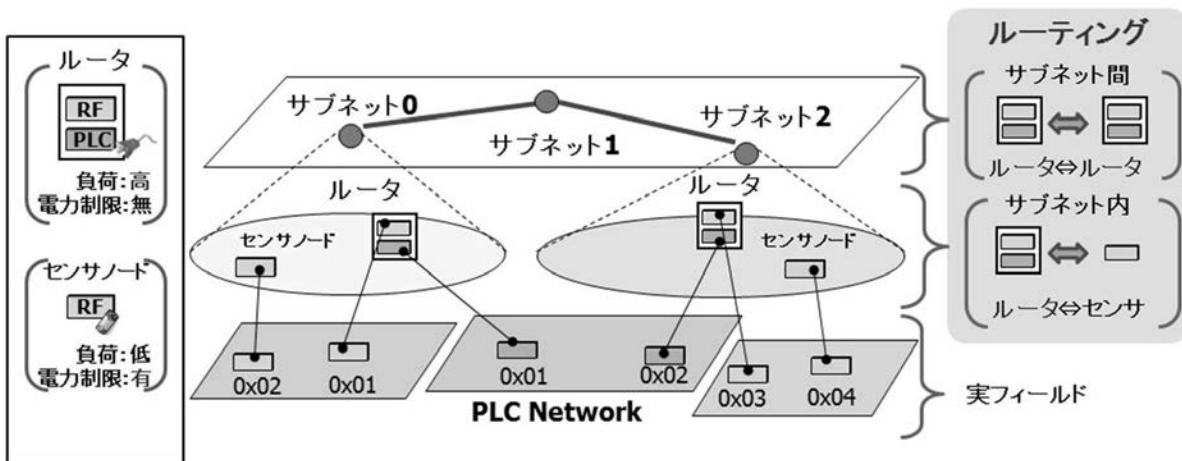 ルータ
RF
PLC
負荷:高
電力制限:無
センサノード
RF
負荷:低
電力制限:有
サブネット0
サブネット1
サブネット2
ルータ
センサノード
ルータ
センサノード
0x02
0x01
0x01
0x02
0x03
0x04
PLC Network
ルーティング
サブネット間
ルータ⇔ルータ
サブネット内
ルータ⇔センサ
実フィールド